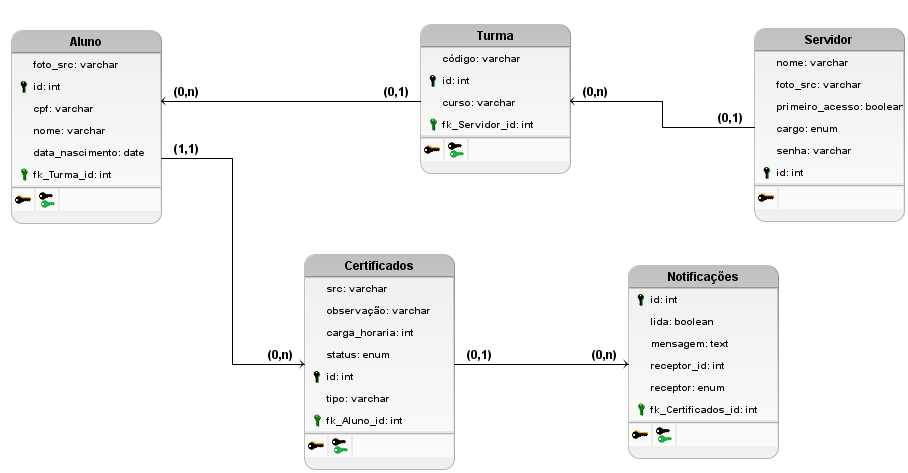 Aluno
foto_src: varchar
id: int
cpf: varchar
nome: varchar
data_nascimento: date
fk_Turma_id: int
(0,n)
(0,1)
(1,1)
Turma
código: varchar
id: int
curso: varchar
fk_Servidor_id: int
(0,n)
(0,1)
Servidor
nome: varchar
foto_src: varchar
primeiro_acesso: boolean
cargo: enum
senha: varchar
id: int
Certificados
src: varchar
observação: varchar
carga_horaria: int
status: enum
id: int
tipo: varchar
fk_Aluno_id: int
(0,n)
(0,1)
(0,n)
Notificações
id: int
lida: boolean
mensagem: text
receptor_id: int
receptor: enum
fk_Certificados_id: int